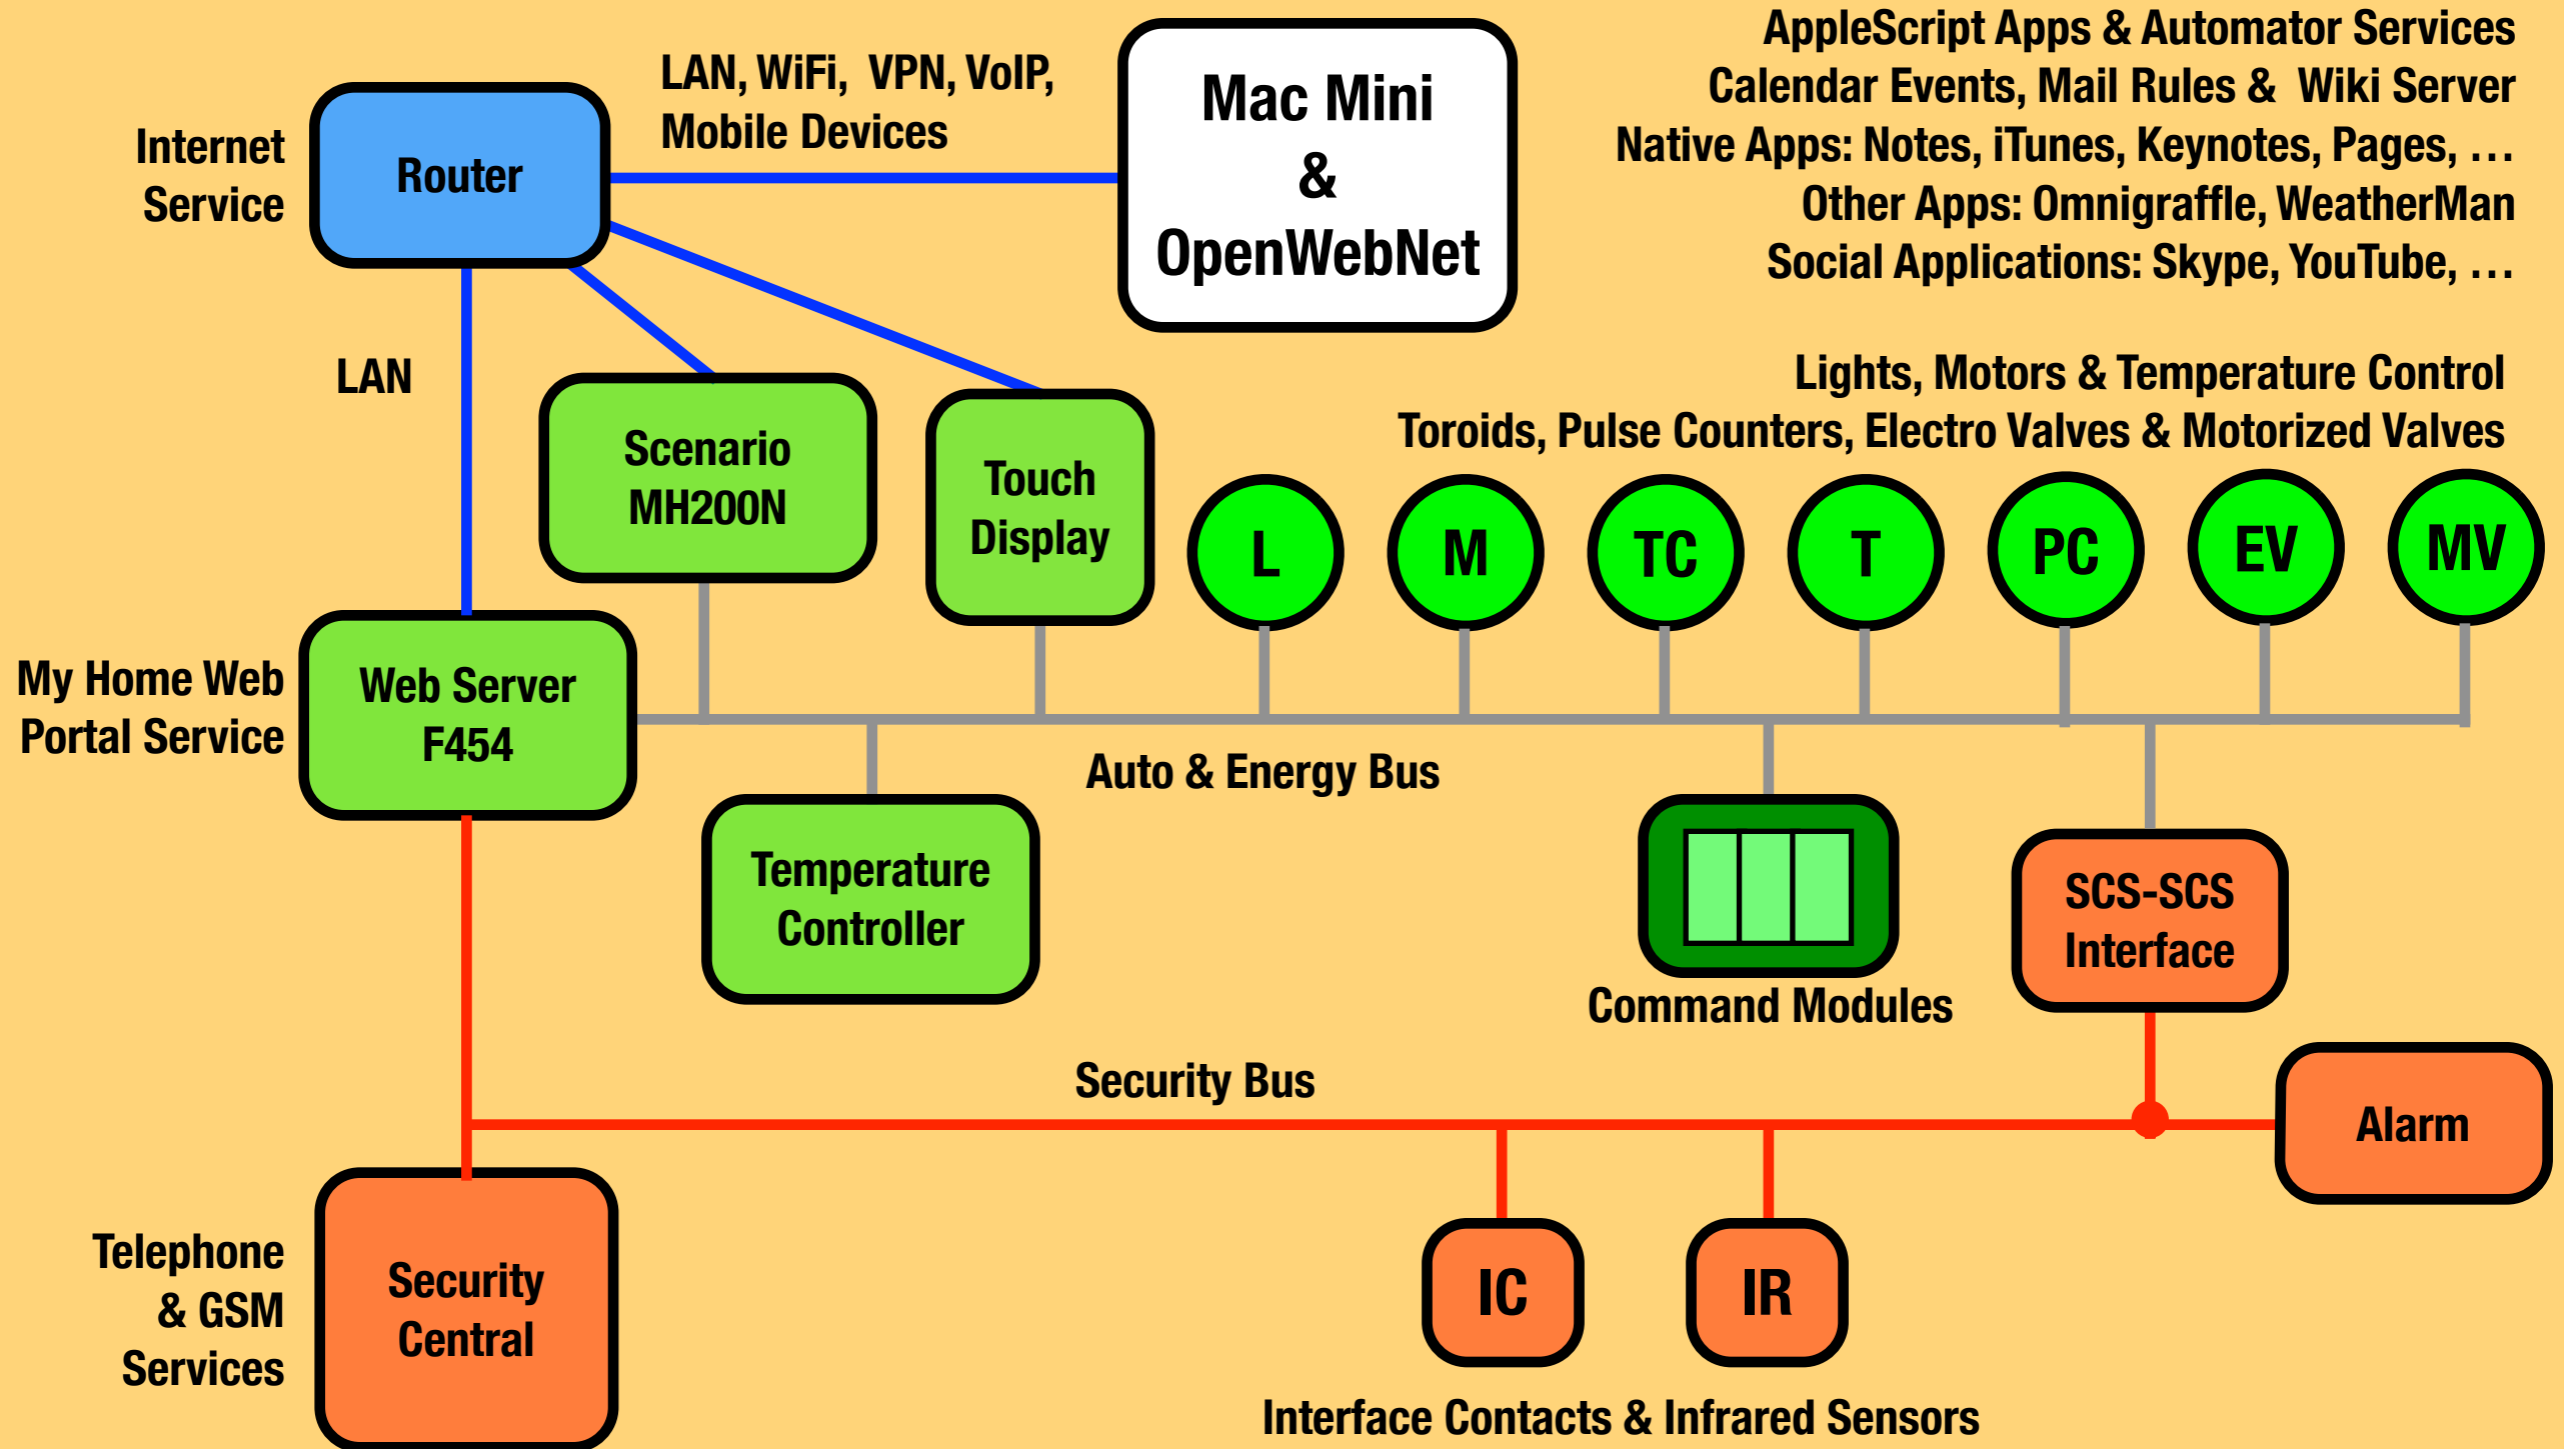 AppleScript Apps & Automator Services
Calendar Events, Mail Rules & Wiki Server
Native Apps: Notes, iTunes, Keynotes, Pages, …
Other Apps: Omnigraffle, WeatherMan
Social Applications: Skype, YouTube, …
LAN, WiFi, VPN, VoIP,
Mobile Devices
Mac Mini
&
OpenWebNet
Internet
Service
Router
LAN
Lights, Motors & Temperature Control
Toroids, Pulse Counters, Electro Valves & Motorized Valves
Scenario
MH200N
Touch
Display
L
M
TC
T
PC
EV
MV
My Home Web
Portal Service
Web Server
F454
Auto & Energy Bus
Temperature
Controller
Command Modules
SCS-SCS
Interface
Security Bus
Alarm
Telephone
& GSM
Services
Security
Central
IC
IR
Interface Contacts & Infrared Sensors